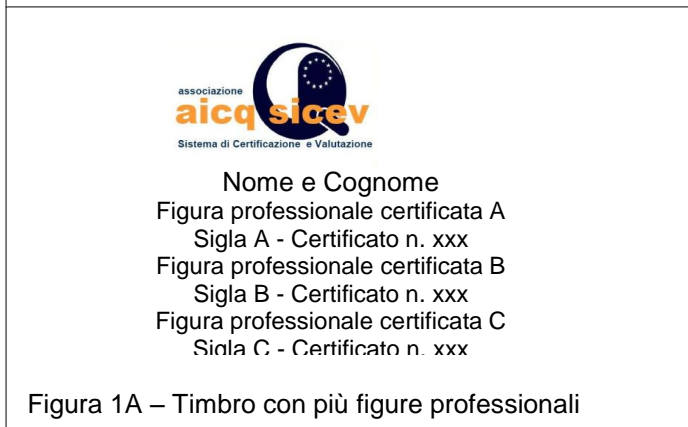 associazione
aicq sicev
Sistema di Certificazione e Valutazione
Nome e Cognome
Figura professionale certificata A
Sigla A - Certificato n. xxx
Figura professionale certificata B
Sigla B - Certificato n. xxx
Figura professionale certificata C
Sigla C - Certificato n. xxx
Figura 1A – Timbro con più figure professionali